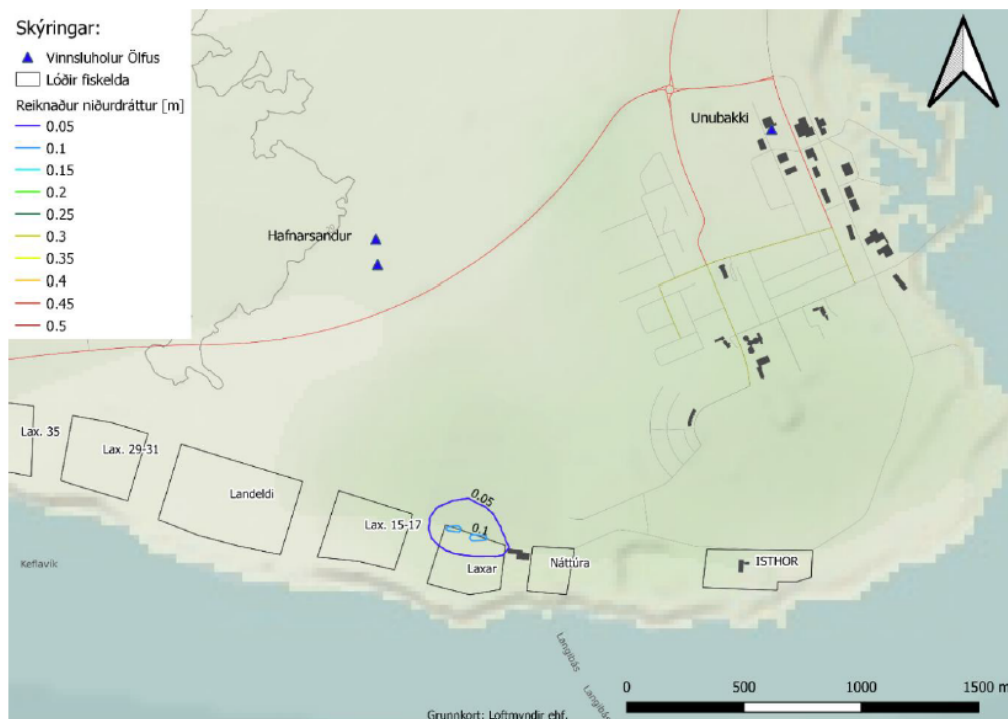 Skýringar:
Vinnsluholur Ölfus
Lóðir fiskelda
Reiknaður niðurdráttur [m]
0.05
0.1
0.15
0.2
0.25
0.3
0.35
0.4
0.45
0.5
Unubakki
Hafnarsandur
Lax. 35
Lax. 29-31
Landeldi
Lax. 15-17
0.05
0.1
Laxar
Náttúra
ISTHOR
Keflavík
Langibás
Langibás
0 500 1000 1500 m
Grunnkort: Loftmyndir ehf.